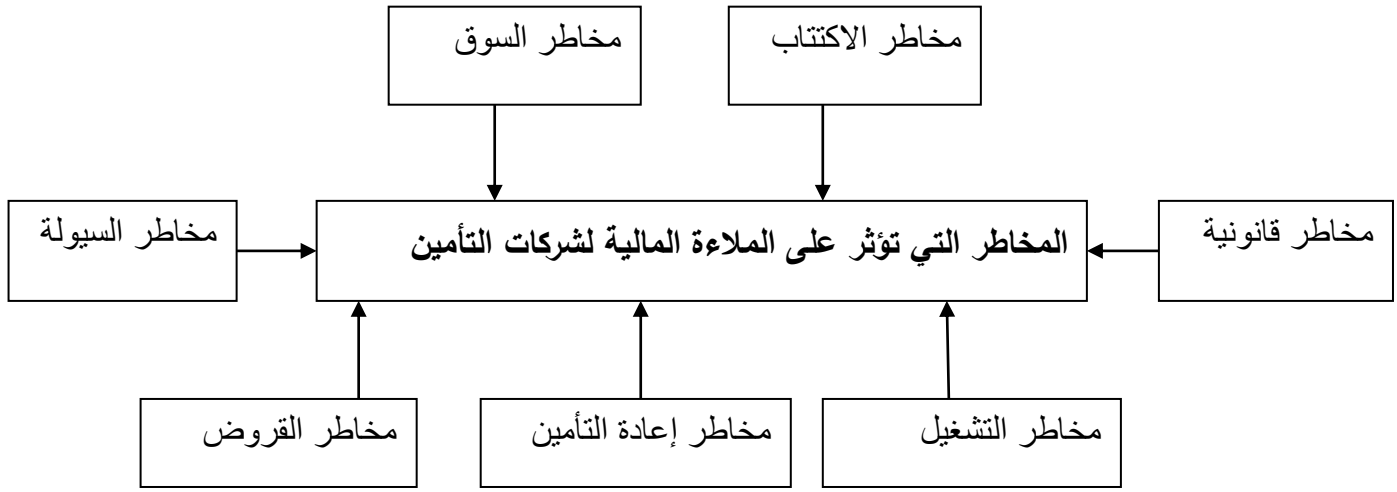 مخاطر الاكتتاب
مخاطر السوق
مخاطر قانونية
المخاطر التي تؤثر على الملاءة المالية لشركات التأمين
مخاطر السيولة
مخاطر التشغيل
مخاطر إعادة التأمين
مخاطر القروض